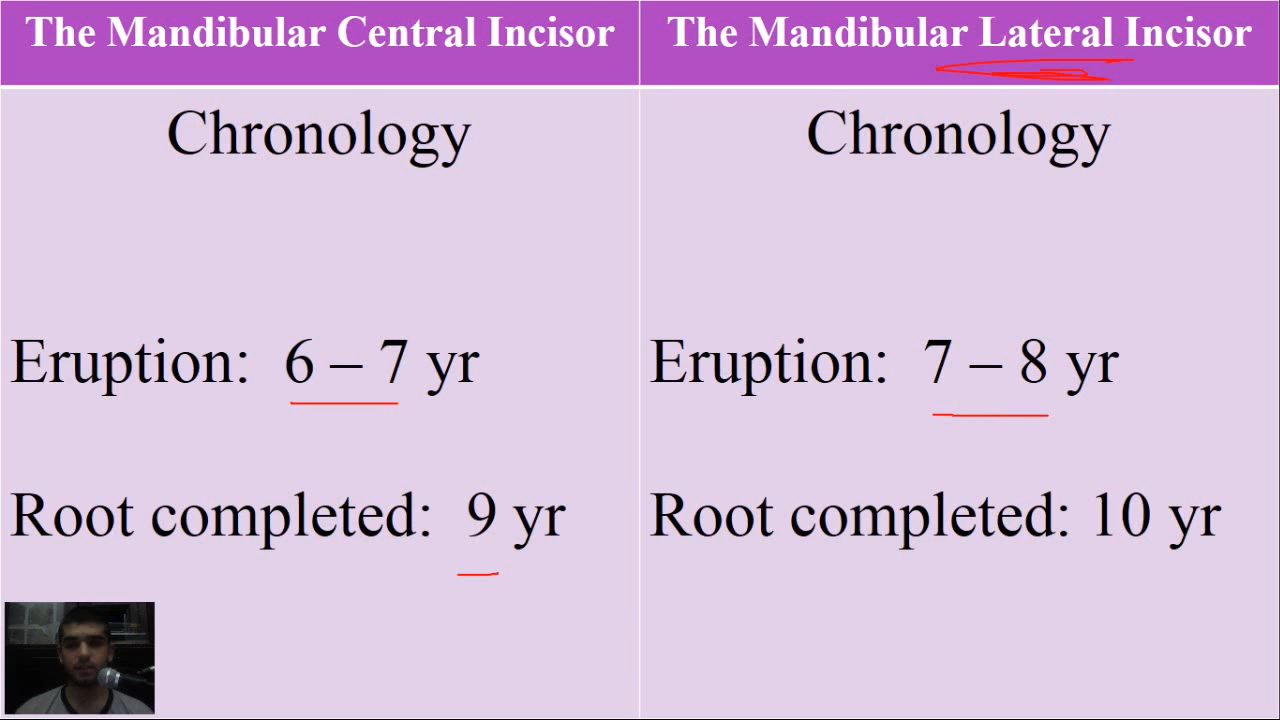 The Mandibular Central Incisor
Chronology
Eruption: 6 – 7 yr
Root completed: 9 yr
The Mandibular Lateral Incisor
Chronology
Eruption: 7 – 8 yr
Root completed: 10 yr